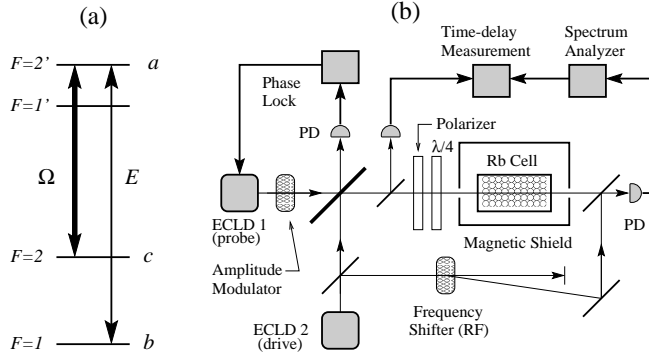 (a)
F=2' a
F=1'
Ω E
F=2 c
F=1 b
(b)
Time-delay
Measurement
Spectrum
Analyzer
Phase
Lock
PD
Polarizer
λ/4
Rb Cell
ECLD 1
(probe)
PD
Magnetic Shield
Amplitude
Modulator
Frequency
Shifter (RF)
ECLD 2
(drive)